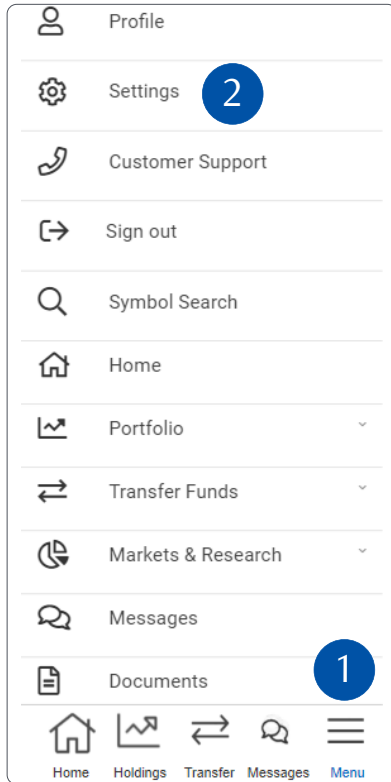 Profile
Settings 2
Customer Support
Sign out
Symbol Search
Home
Portfolio
Transfer Funds
Markets & Research
Messages
Documents
1
Home Holdings Transfer Messages Menu